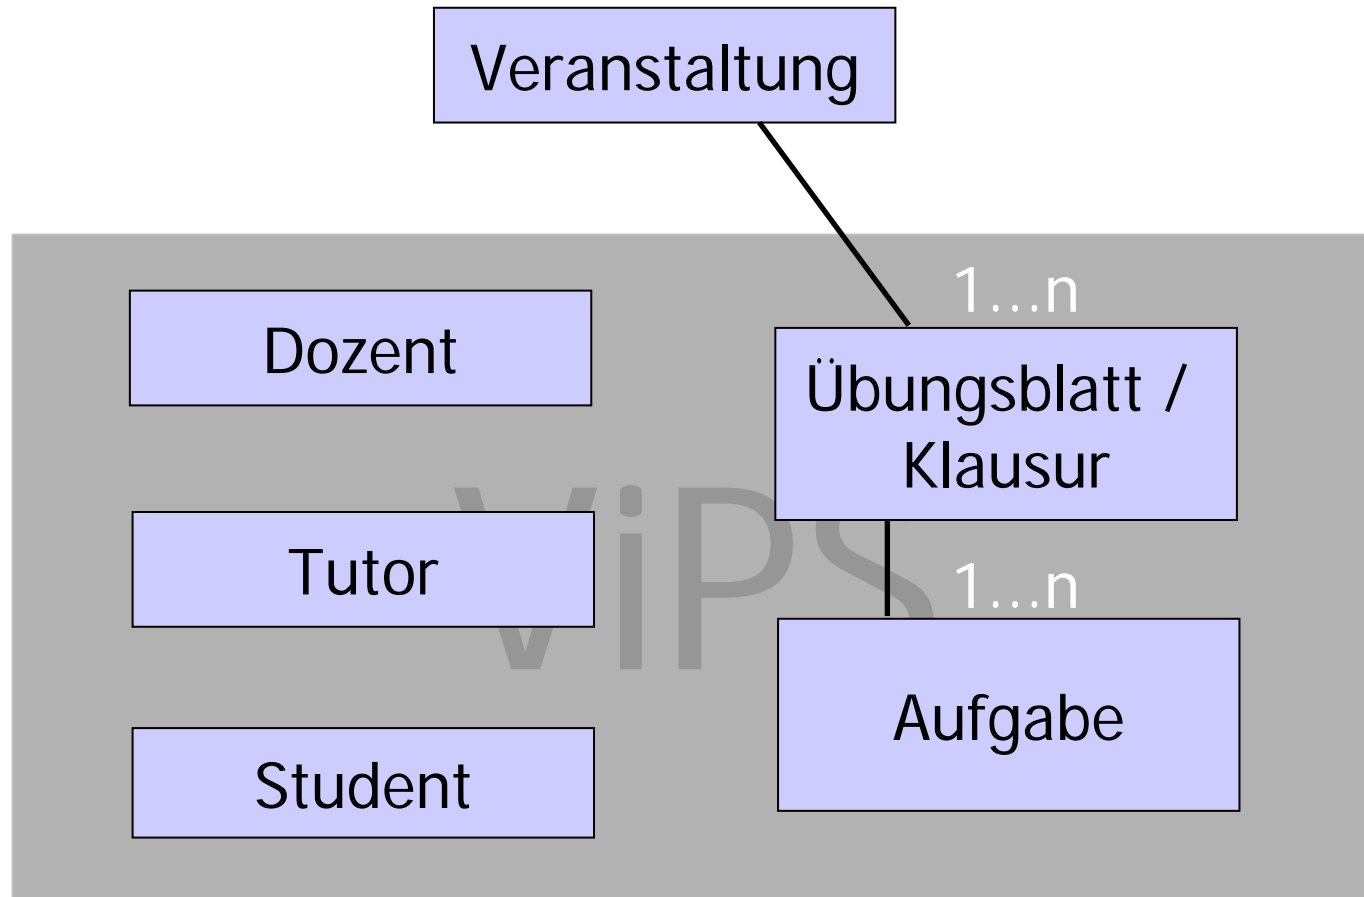 Veranstaltung
Dozent
Tutor
Student
1...n
Übungsblatt /
Klausur
1...n
Aufgabe
ViPS